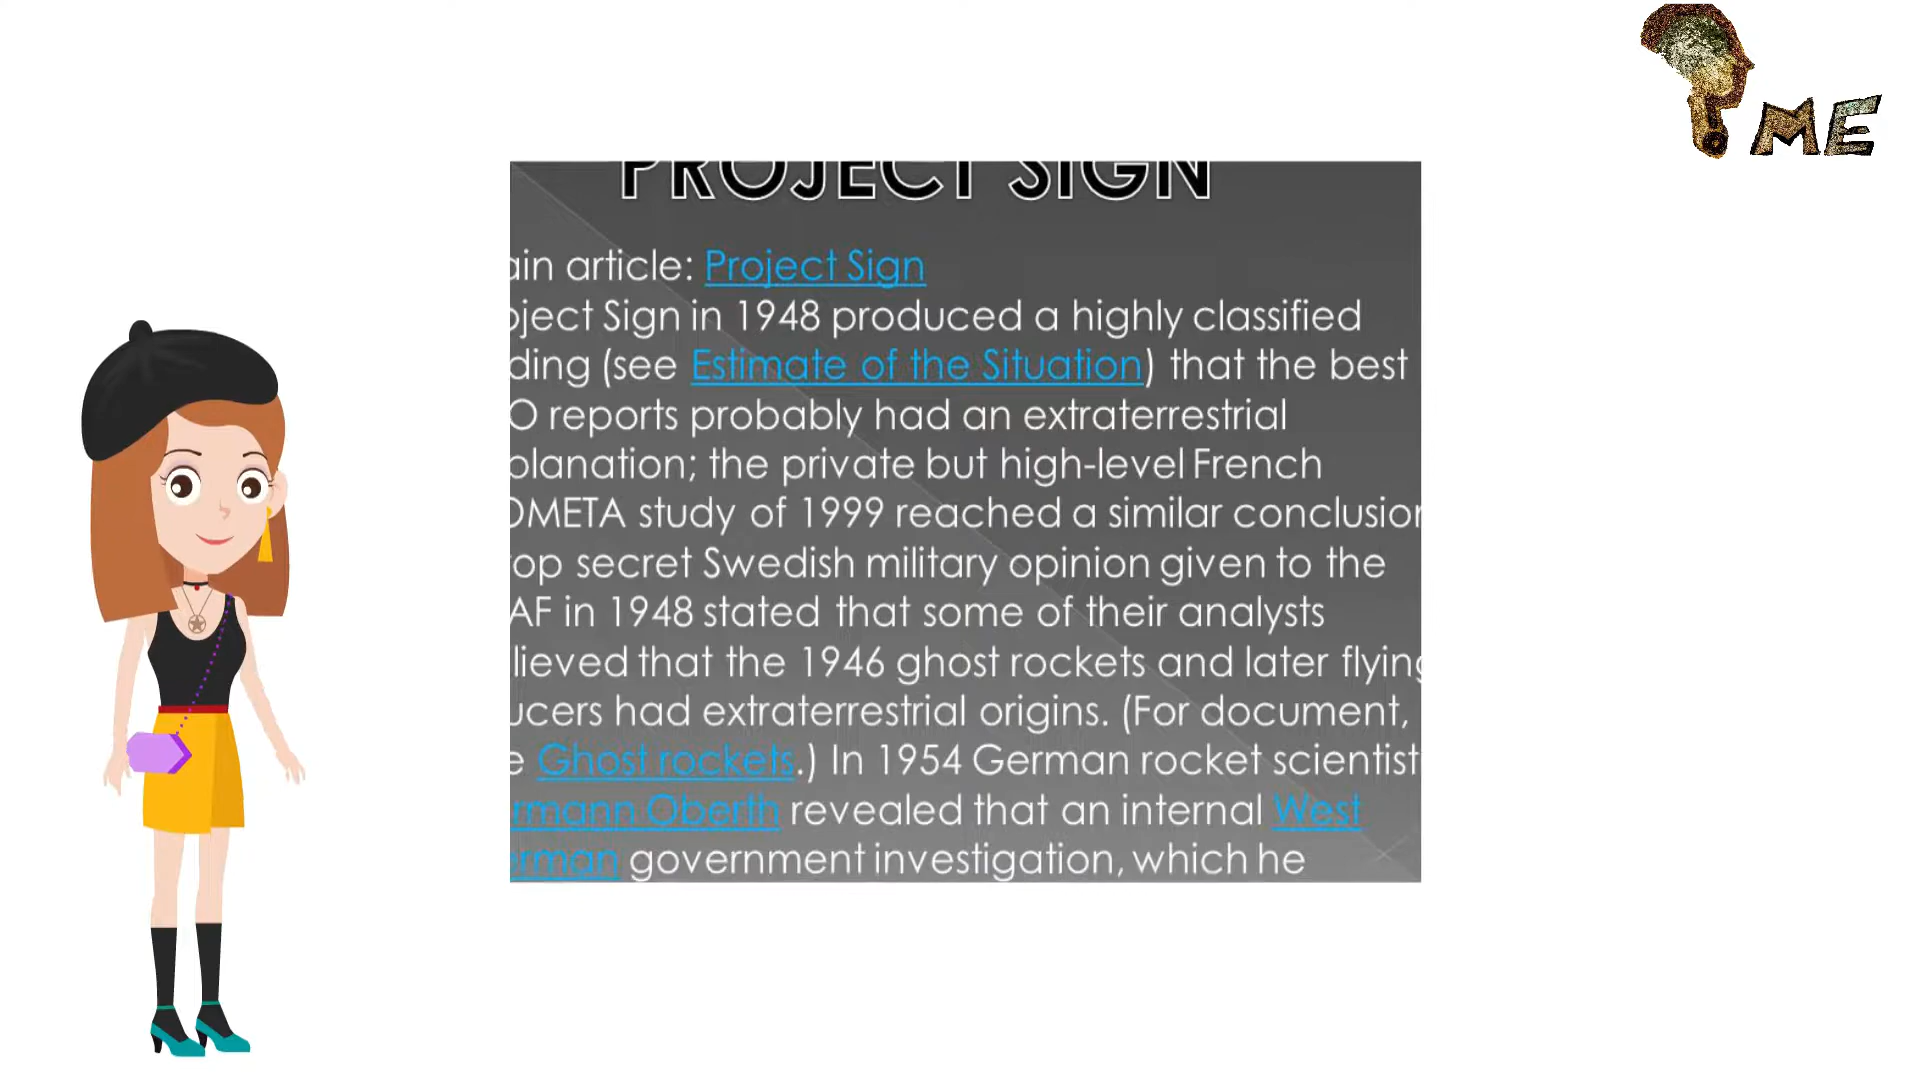 PROJECT SIGN
ain article: Project Sign
oject Sign in 1948 produced a highly classified
ding (see Estimate of the Situation) that the best
O reports probably had an extraterrestrial
planation; the private but high-level French
OMETA study of 1999 reached a similar conclusion
top secret Swedish military opinion given to the
AF in 1948 stated that some of their analysts
lieved that the 1946 ghost rockets and later flying
ucers had extraterrestrial origins. (For document,
e Ghost rockets.) In 1954 German rocket scientist
ermann Oberth revealed that an internal West
erman government investigation, which he
ME